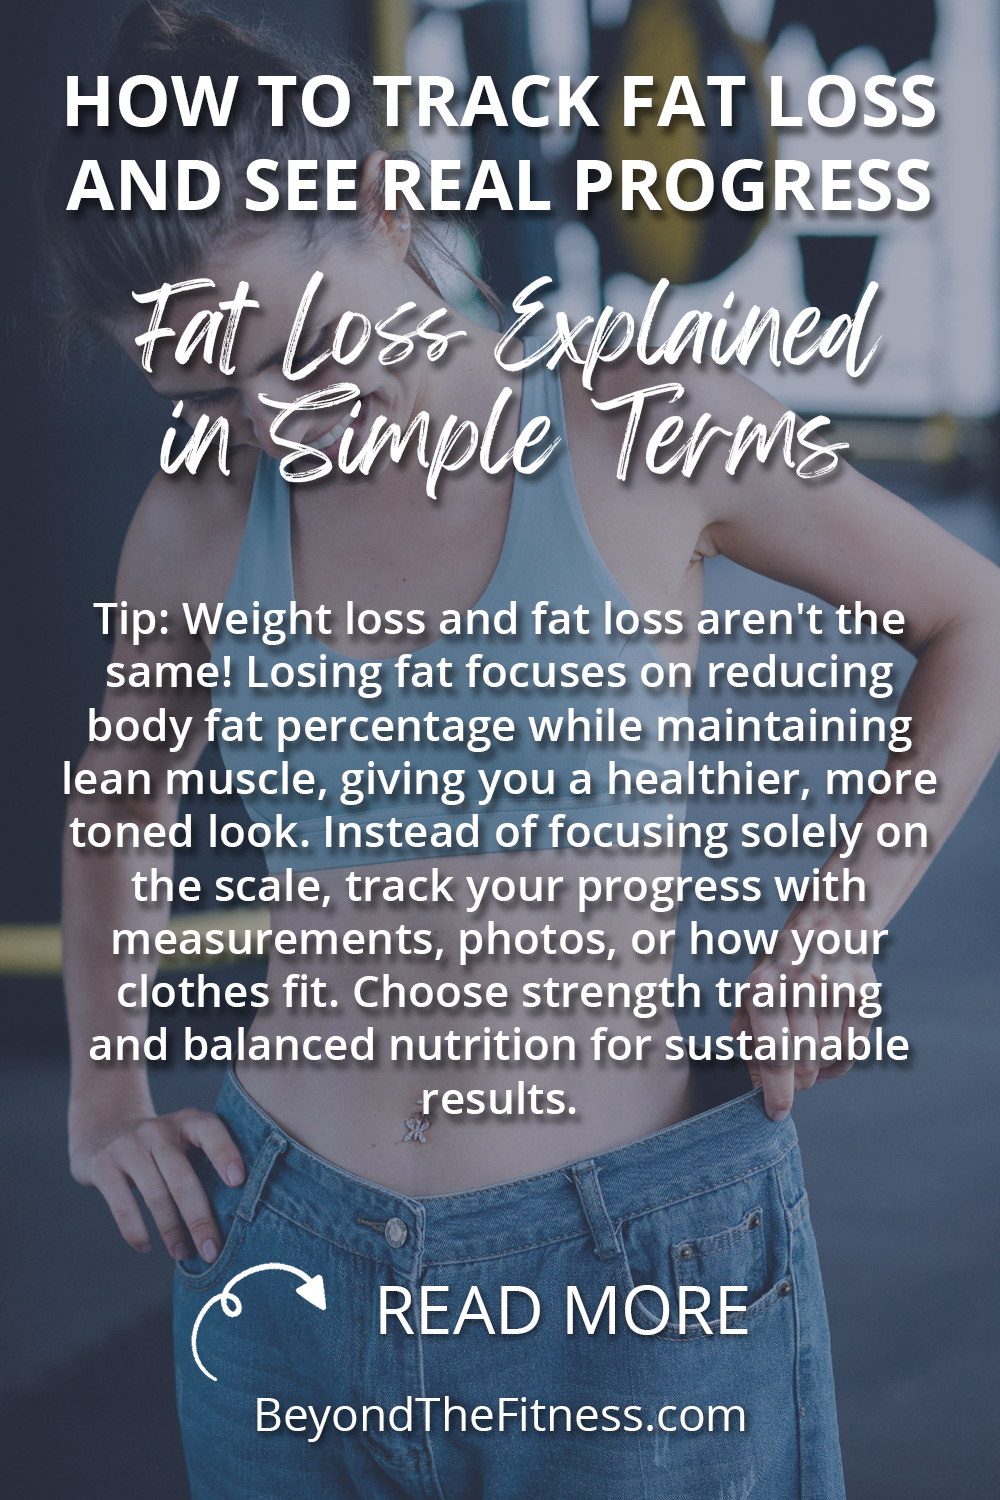 HOW TO TRACK FAT LOSS
AND SEE REAL PROGRESS
Fat Loss Explained
in Simple Terms
Tip: Weight loss and fat loss aren't the
same! Losing fat focuses on reducing
body fat percentage while maintaining
lean muscle, giving you a healthier, more
toned look. Instead of focusing solely on
the scale, track your progress with
measurements, photos, or how your
clothes fit. Choose strength training
and balanced nutrition for sustainable
results.
READ MORE
BeyondTheFitness.com